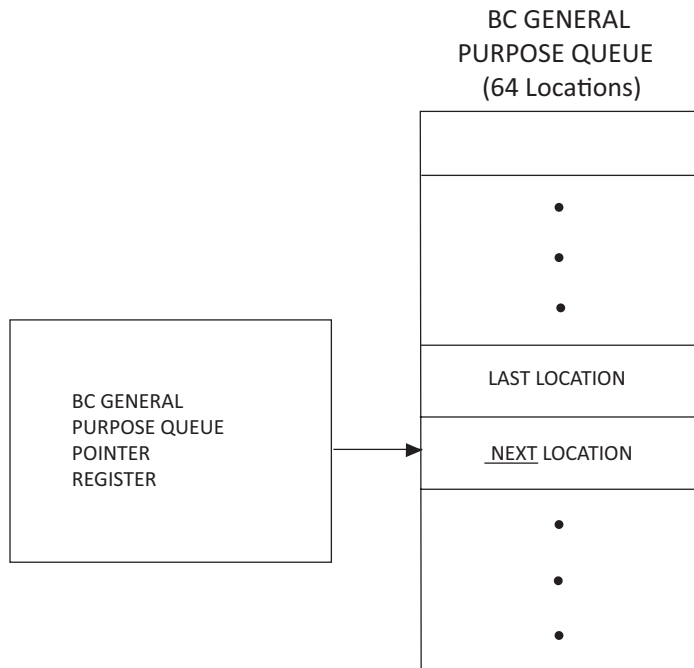 BC GENERAL
PURPOSE QUEUE
(64 Locations)
LAST LOCATION
BC GENERAL
PURPOSE QUEUE
POINTER
REGISTER
NEXT LOCATION